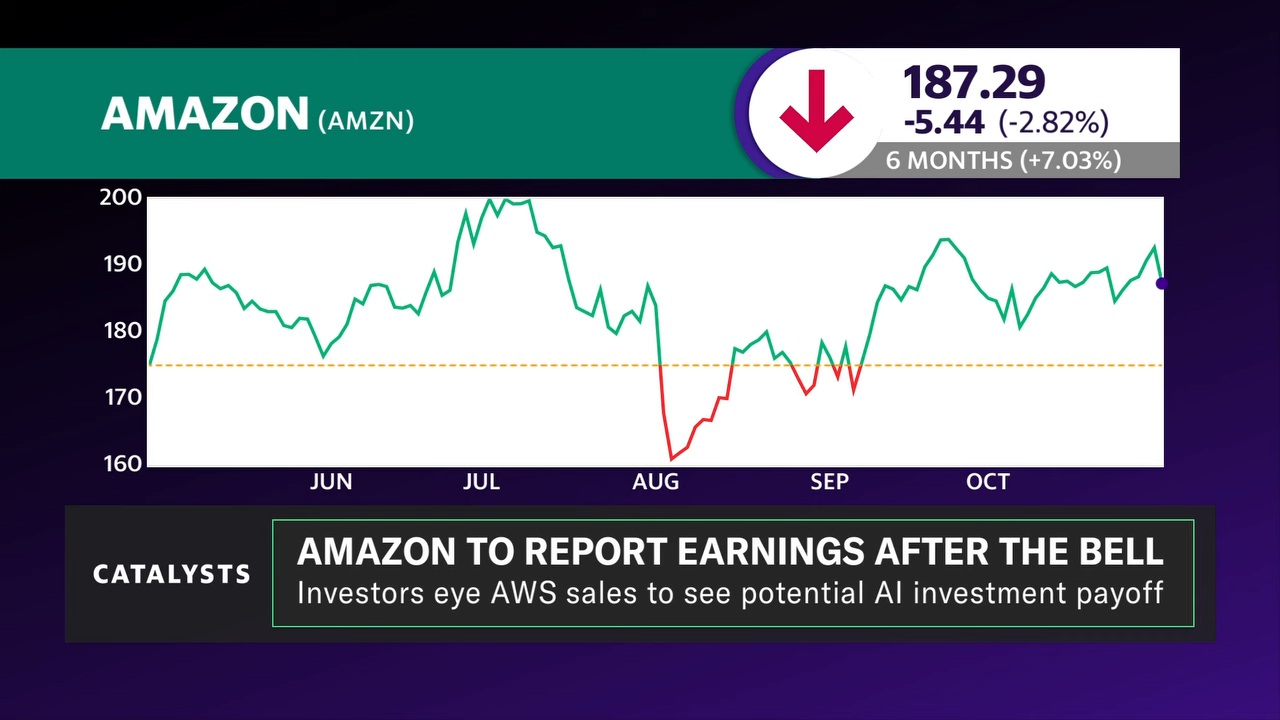 AMAZON (AMZN)
187.29
-5.44 (-2.82%)
6 MONTHS (+7.03%)
200
190
180
170
160
JUN JUL AUG SEP OCT
CATALYSTS
AMAZON TO REPORT EARNINGS AFTER THE BELL
Investors eye AWS sales to see potential AI investment payoff